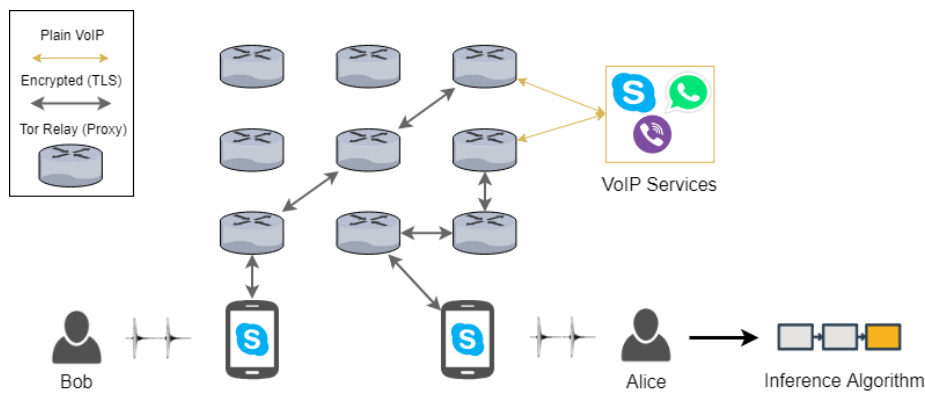 Plain VoIP
Encrypted (TLS)
Tor Relay (Proxy)
S
VoIP Services
S
S
Bob
Alice
Inference Algorithm